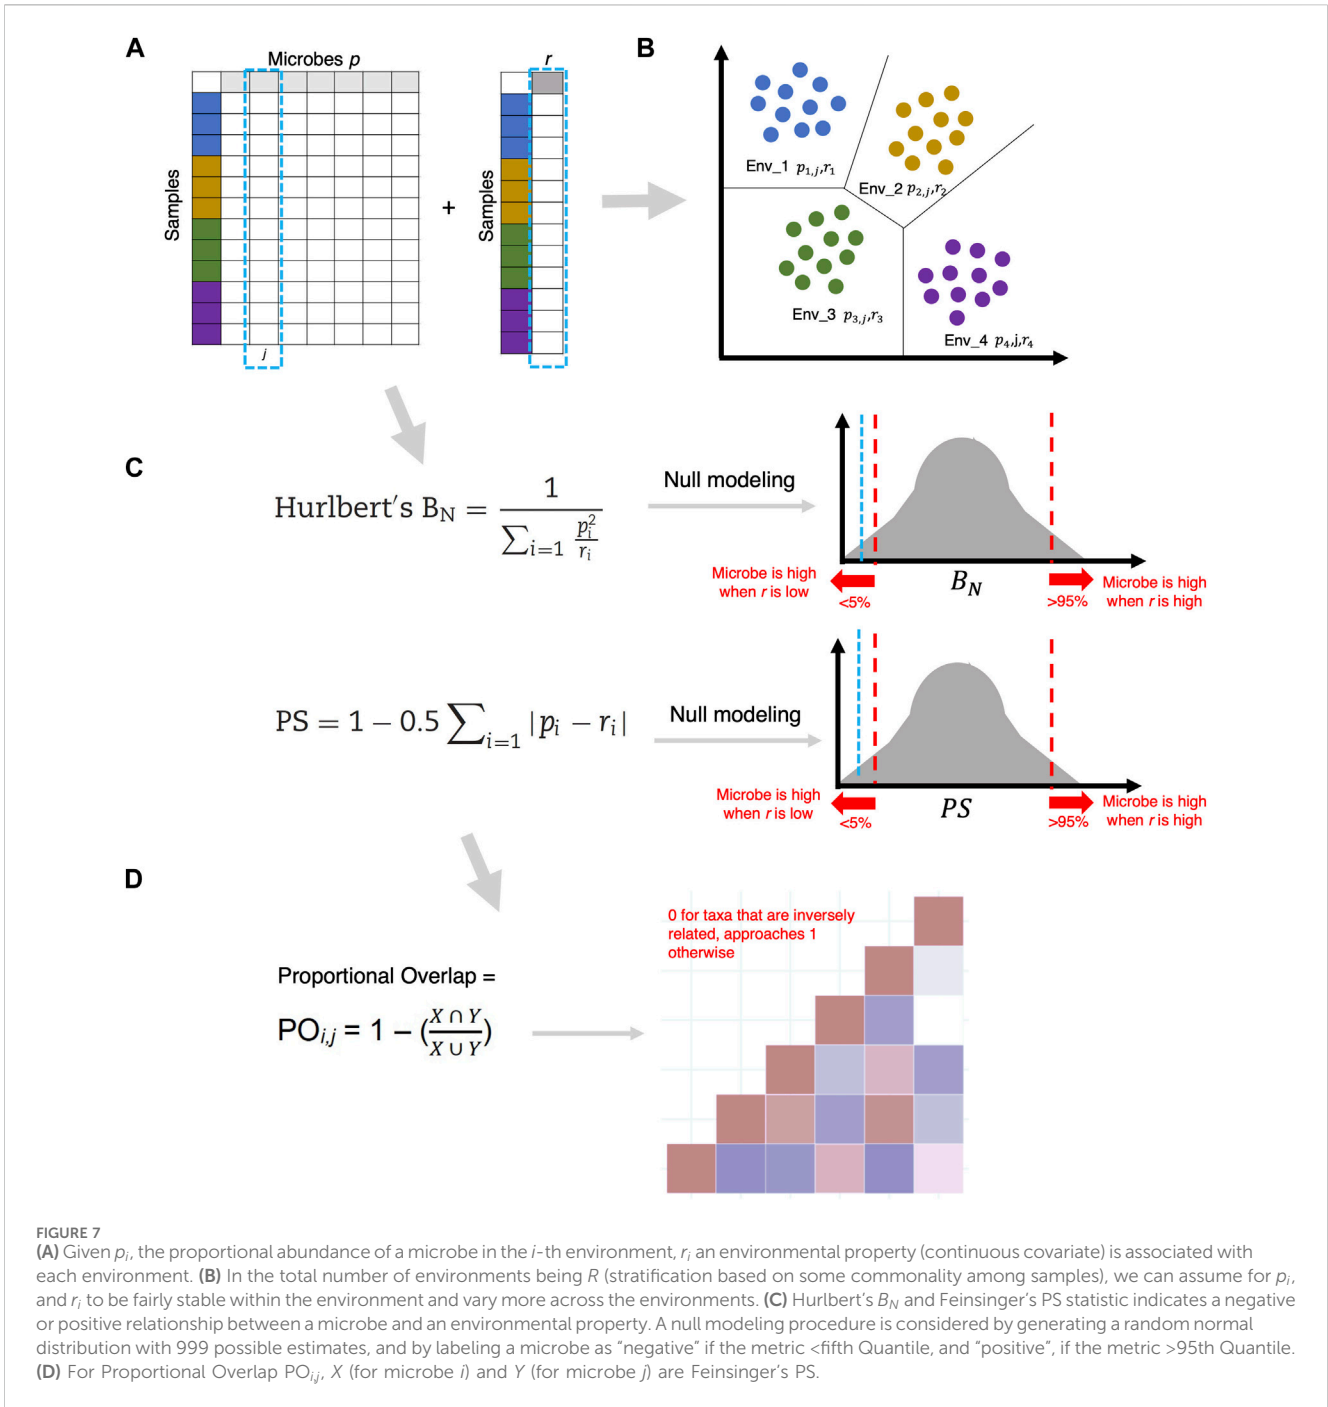 A
Microbes p
r
Samples
j
+
Samples
B
Env_1 p1,j,r1
Env_2 p2,j,r2
Env_3 p3,j,r3
Env_4 p4,j,r4
C
Hurlbert's BN = 1 / ∑i=1 pi²/ri
Null modeling
Microbe is high
when r is low
<5%
BN
>95%
Microbe is high
when r is high
PS = 1 − 0.5 ∑i=1 |pi − ri|
Null modeling
Microbe is high
when r is low
<5%
PS
>95%
Microbe is high
when r is high
D
Proportional Overlap =
POi,j = 1 − (X ∩ Y / X ∪ Y)
0 for taxa that are inversely
related, approaches 1
otherwise
FIGURE 7
(A) Given pi, the proportional abundance of a microbe in the i-th environment, ri an environmental property (continuous covariate) is associated with
each environment. (B) In the total number of environments being R (stratification based on some commonality among samples), we can assume for pi,
and ri to be fairly stable within the environment and vary more across the environments. (C) Hurlbert's BN and Feinsinger's PS statistic indicates a negative
or positive relationship between a microbe and an environmental property. A null modeling procedure is considered by generating a random normal
distribution with 999 possible estimates, and by labeling a microbe as "negative" if the metric <fifth Quantile, and "positive", if the metric >95th Quantile.
(D) For Proportional Overlap POi,j, X (for microbe i) and Y (for microbe j) are Feinsinger's PS.